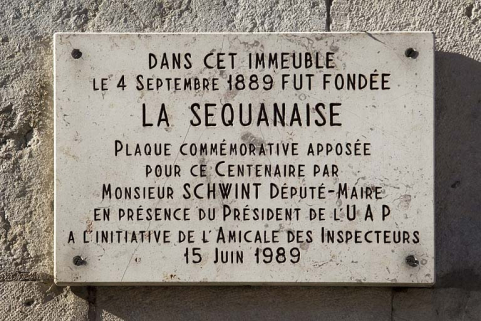 DANS CET IMMEUBLE
LE 4 SEPTEMBRE 1889 FUT FONDÉE
LA SEQUANAISE
PLAQUE COMMÉMORATIVE APPOSÉE
POUR CE CENTENAIRE PAR
MONSIEUR SCHWINT DÉPUTÉ-MAIRE
EN PRÉSENCE DU PRÉSIDENT DE L'U A P
A L'INITIATIVE DE L'AMICALE DES INSPECTEURS
15 JUIN 1989